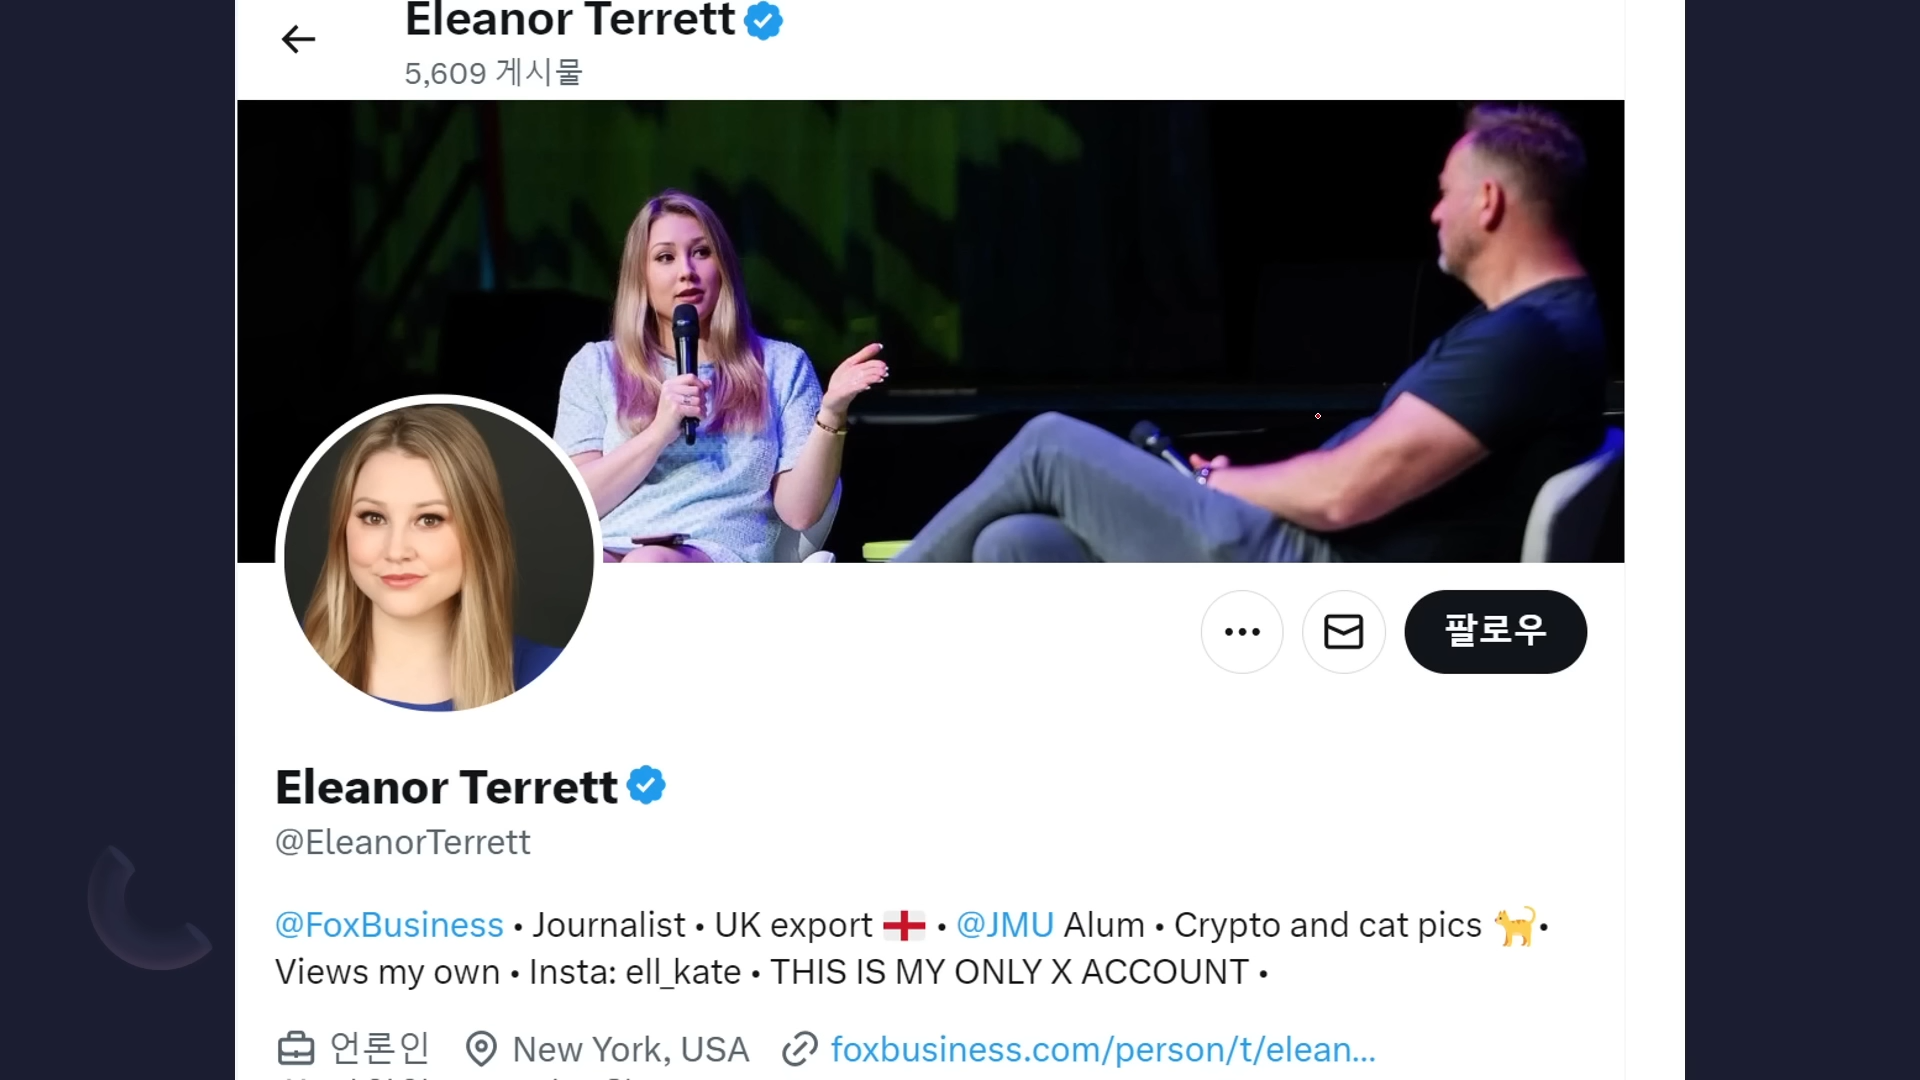 Eleanor Terrett
5,609 게시물
팔로우
Eleanor Terrett
@EleanorTerrett
@FoxBusiness • Journalist • UK export 🏴󠁧󠁢󠁥󠁮󠁧󠁿 • @JMU Alum • Crypto and cat pics 🐈•
Views my own • Insta: ell_kate • THIS IS MY ONLY X ACCOUNT •
언론인 New York, USA foxbusiness.com/person/t/elean...